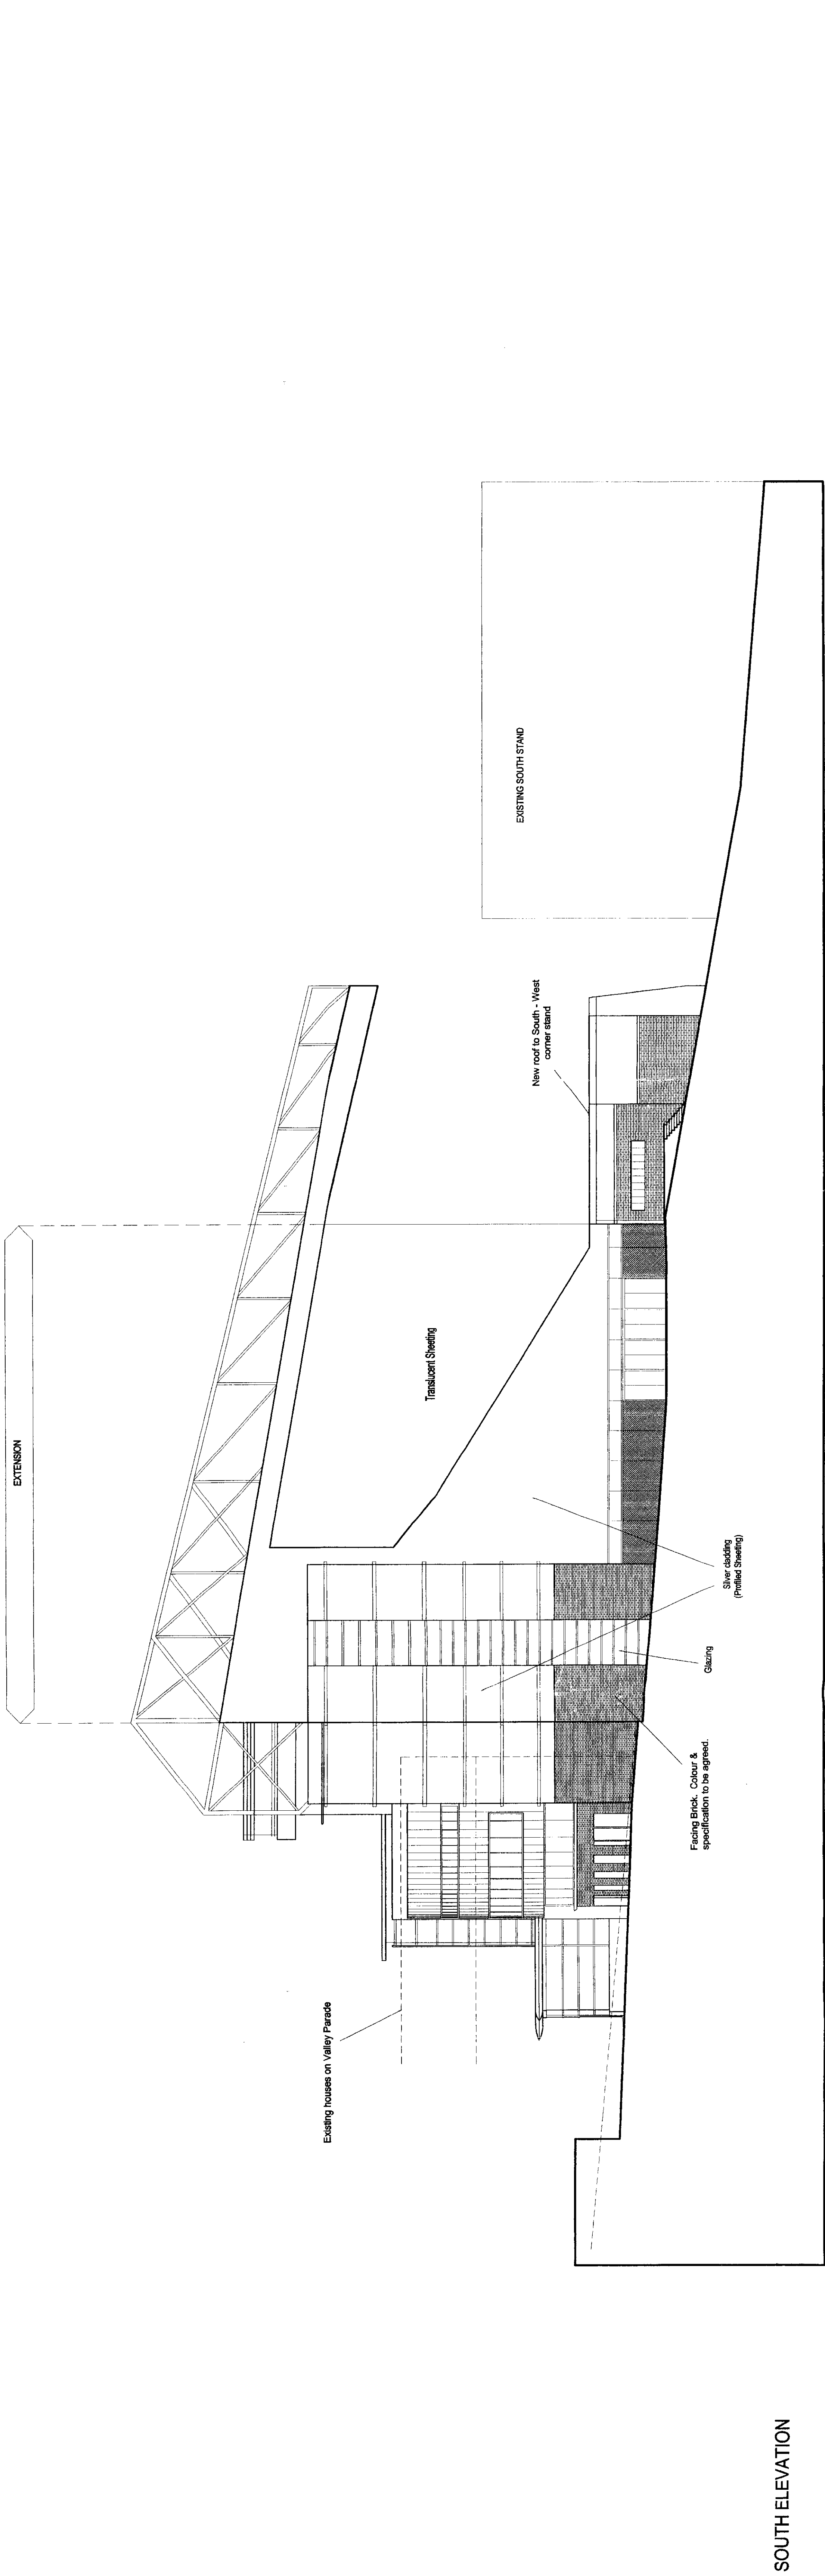 EXTENSION
Existing houses on Valley Parade
Translucent Sheeting
New roof to South - West
corner stand
EXISTING SOUTH STAND
Facing Brick. Colour &
specification to be agreed.
Glazing
Silver cladding
(Profiled Sheeting)
SOUTH ELEVATION